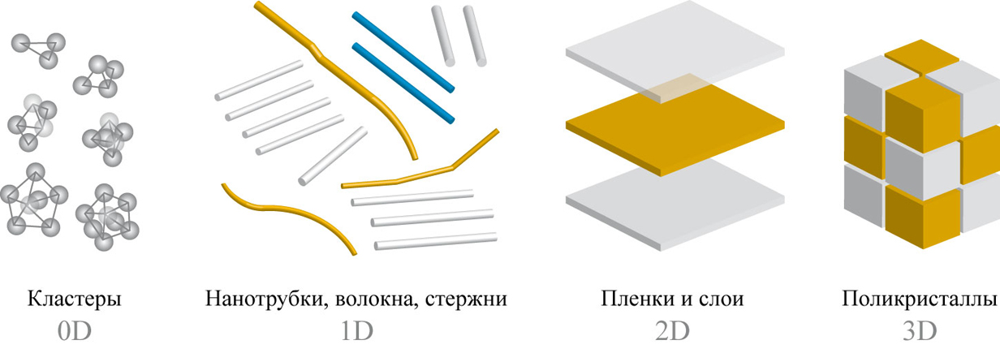 Кластеры
0D
Нанотрубки, волокна, стержни
1D
Пленки и слои
2D
Поликристаллы
3D